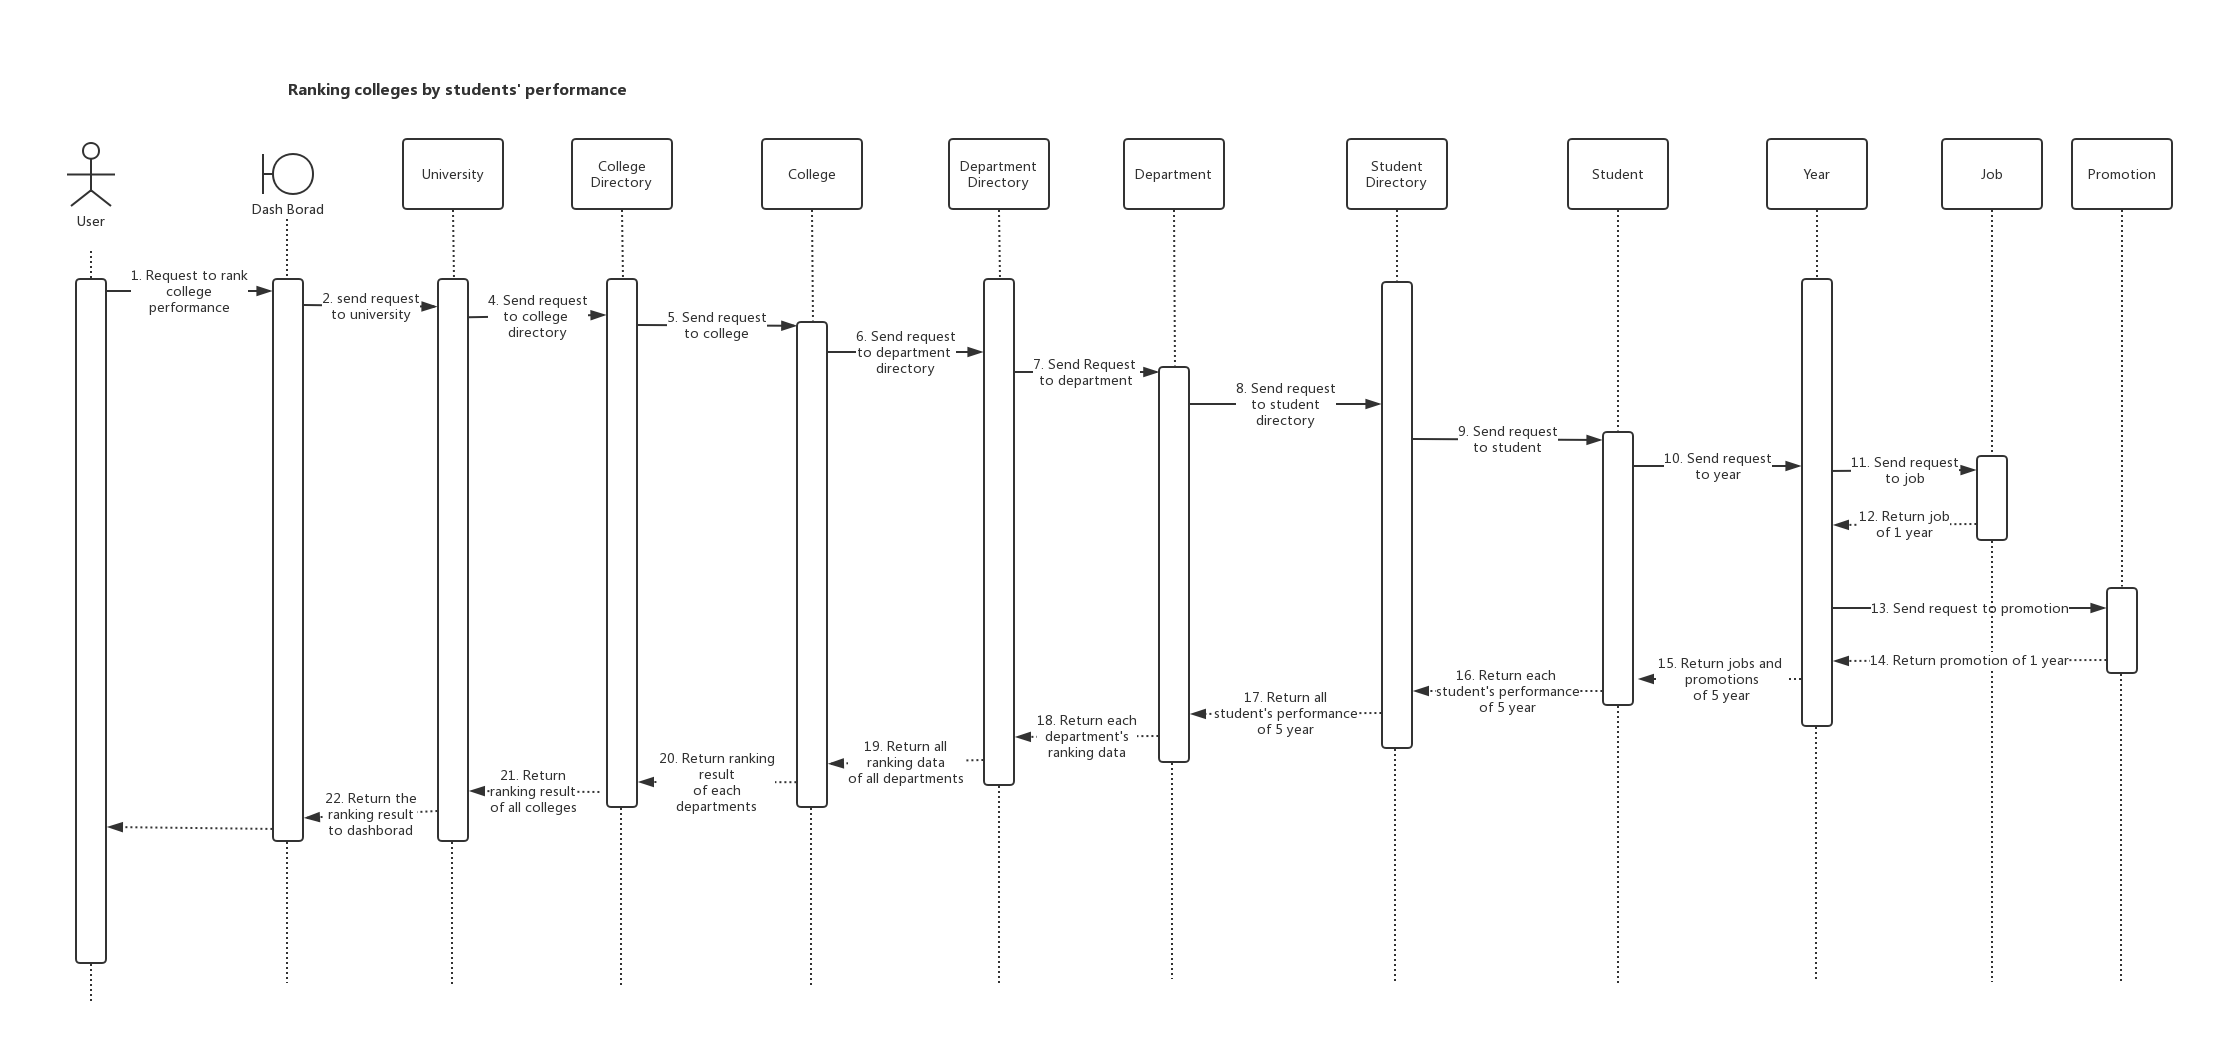 Ranking colleges by students' performance
User
Dash Borad
University
College
Directory
College
Department
Directory
Department
Student
Directory
Student
Year
Job
Promotion
1. Request to rank
college
performance
2. send request
to university
4. Send request
to college
directory
5. Send request
to college
6. Send request
to department
directory
7. Send Request
to department
8. Send request
to student
directory
9. Send request
to student
10. Send request
to year
11. Send request
to job
12. Return job
of 1 year
13. Send request to promotion
14. Return promotion of 1 year
15. Return jobs and
promotions
of 5 year
16. Return each
student's performance
of 5 year
17. Return all
student's performance
of 5 year
18. Return each
department's
ranking data
19. Return all
ranking data
of all departments
20. Return ranking
result
of each
departments
21. Return
ranking result
of all colleges
22. Return the
ranking result
to dashborad